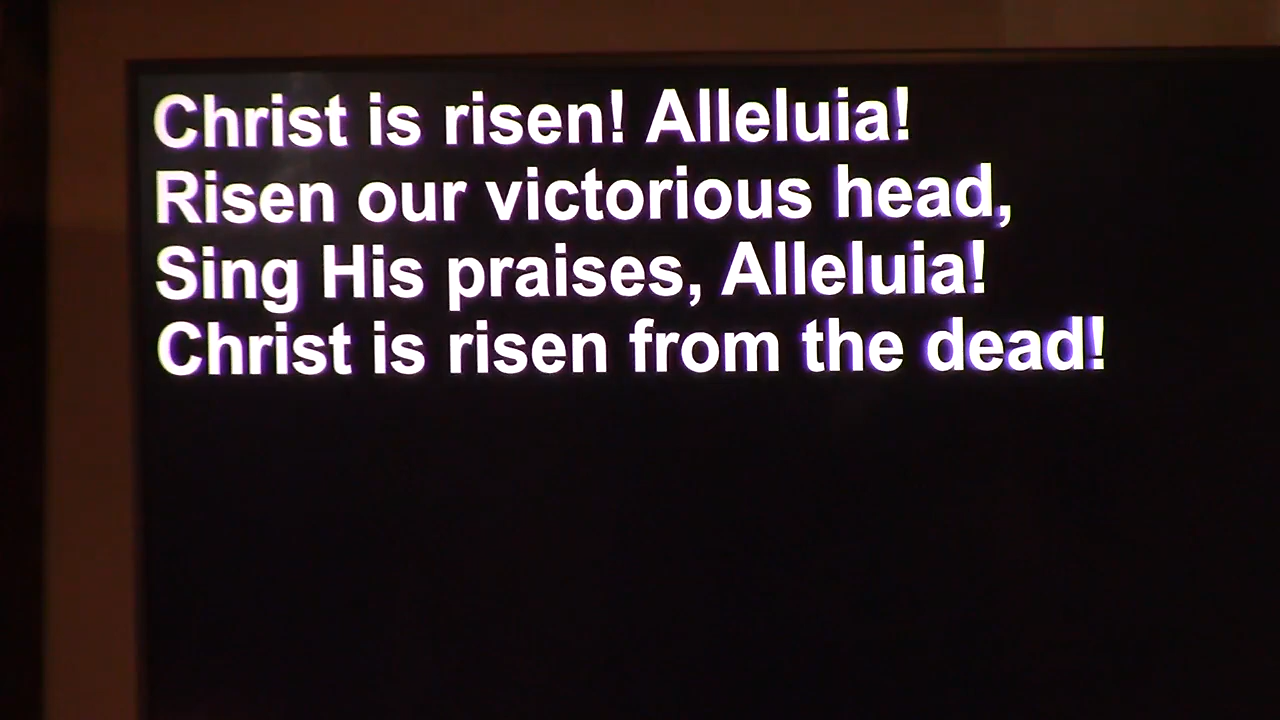 Christ is risen! Alleluia!
Risen our victorious head,
Sing His praises, Alleluia!
Christ is risen from the dead!